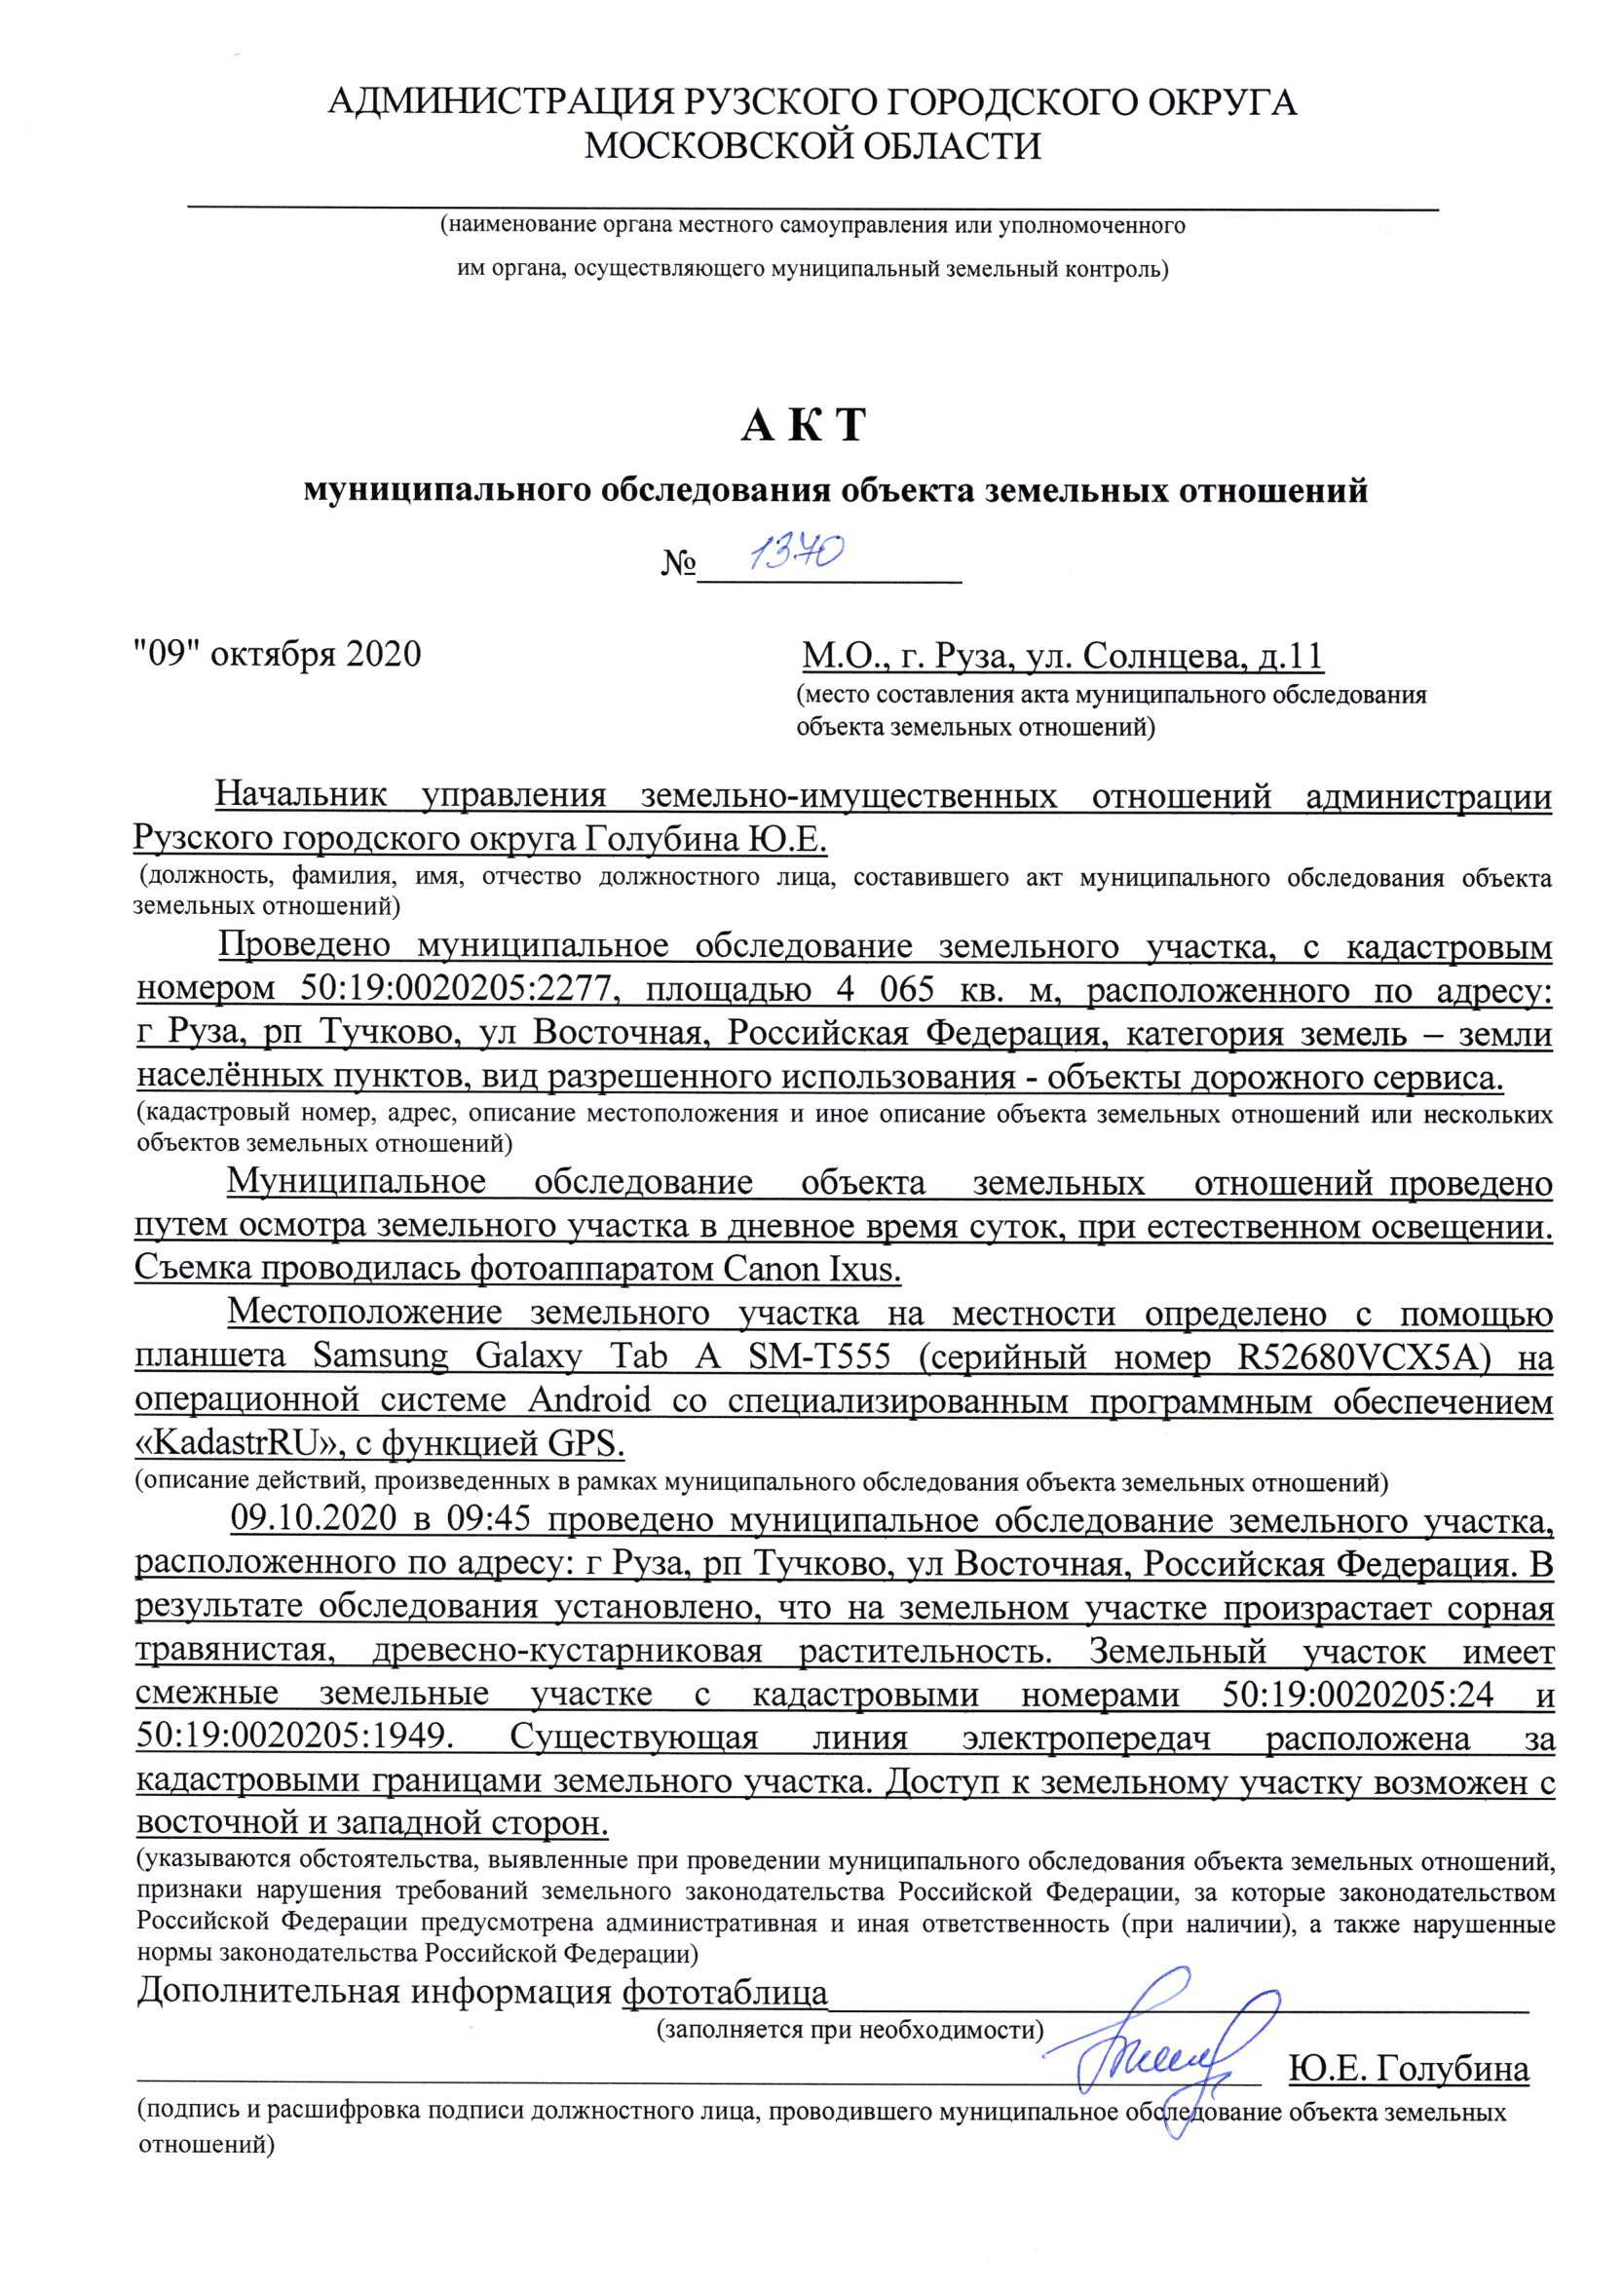 АДМИНИСТРАЦИЯ РУЗСКОГО ГОРОДСКОГО ОКРУГА
МОСКОВСКОЙ ОБЛАСТИ
(наименование органа местного самоуправления или уполномоченного
им органа, осуществляющего муниципальный земельный контроль)
А К Т
муниципального обследования объекта земельных отношений
№ 1370
"09" октября 2020
М.О., г. Руза, ул. Солнцева, д.11
(место составления акта муниципального обследования
объекта земельных отношений)
Начальник управления земельно-имущественных отношений администрации
Рузского городского округа Голубина Ю.Е.
(должность, фамилия, имя, отчество должностного лица, составившего акт муниципального обследования объекта
земельных отношений)
Проведено муниципальное обследование земельного участка, с кадастровым
номером 50:19:0020205:2277, площадью 4 065 кв. м, расположенного по адресу:
г Руза, рп Тучково, ул Восточная, Российская Федерация, категория земель – земли
населённых пунктов, вид разрешенного использования - объекты дорожного сервиса.
(кадастровый номер, адрес, описание местоположения и иное описание объекта земельных отношений или нескольких
объектов земельных отношений)
Муниципальное обследование объекта земельных отношений проведено
путем осмотра земельного участка в дневное время суток, при естественном освещении.
Съемка проводилась фотоаппаратом Canon Ixus.
Местоположение земельного участка на местности определено с помощью
планшета Samsung Galaxy Tab A SM-T555 (серийный номер R52680VCX5A) на
операционной системе Android со специализированным программным обеспечением
«KadastrRU», с функцией GPS.
(описание действий, произведенных в рамках муниципального обследования объекта земельных отношений)
09.10.2020 в 09:45 проведено муниципальное обследование земельного участка,
расположенного по адресу: г Руза, рп Тучково, ул Восточная, Российская Федерация. В
результате обследования установлено, что на земельном участке произрастает сорная
травянистая, древесно-кустарниковая растительность. Земельный участок имеет
смежные земельные участке с кадастровыми номерами 50:19:0020205:24 и
50:19:0020205:1949. Существующая линия электропередач расположена за
кадастровыми границами земельного участка. Доступ к земельному участку возможен с
восточной и западной сторон.
(указываются обстоятельства, выявленные при проведении муниципального обследования объекта земельных отношений,
признаки нарушения требований земельного законодательства Российской Федерации, за которые законодательством
Российской Федерации предусмотрена административная и иная ответственность (при наличии), а также нарушенные
нормы законодательства Российской Федерации)
Дополнительная информация фототаблица
(заполняется при необходимости)
Ю.Е. Голубина
(подпись и расшифровка подписи должностного лица, проводившего муниципальное обследование объекта земельных
отношений)